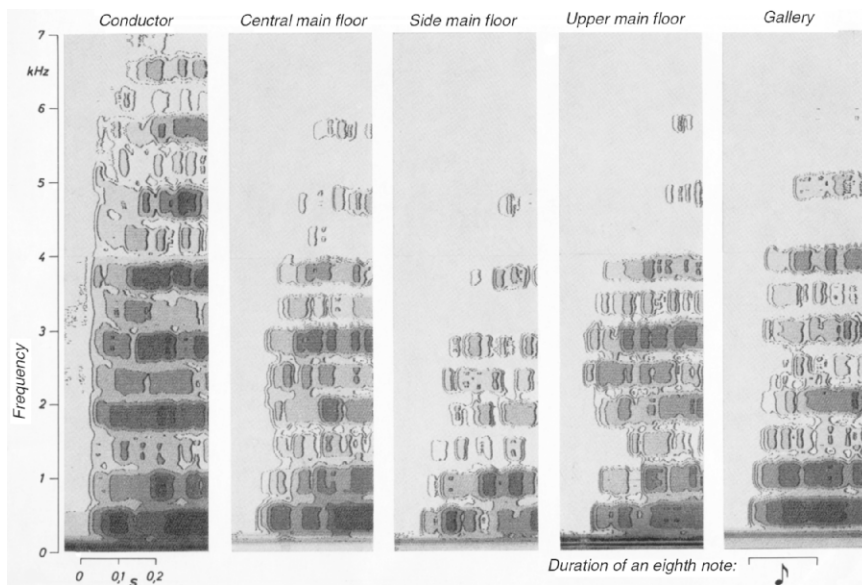 Conductor Central main floor Side main floor Upper main floor Gallery
7
kHz
6
5
4
3
2
1
0
Frequency
0 0,1 s 0,2
Duration of an eighth note: